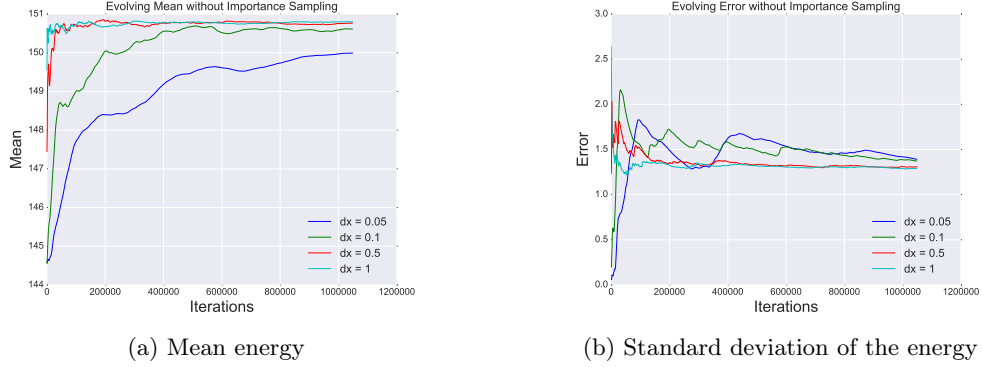 Evolving Mean without Importance Sampling
151
150
149
148
147
146
145
144
Mean
0 200000 400000 600000 800000 1000000 1200000
Iterations
dx = 0.05
dx = 0.1
dx = 0.5
dx = 1
(a) Mean energy
Evolving Error without Importance Sampling
3.0
2.5
2.0
1.5
1.0
0.5
0.0
Error
0 200000 400000 600000 800000 1000000 1200000
Iterations
dx = 0.05
dx = 0.1
dx = 0.5
dx = 1
(b) Standard deviation of the energy